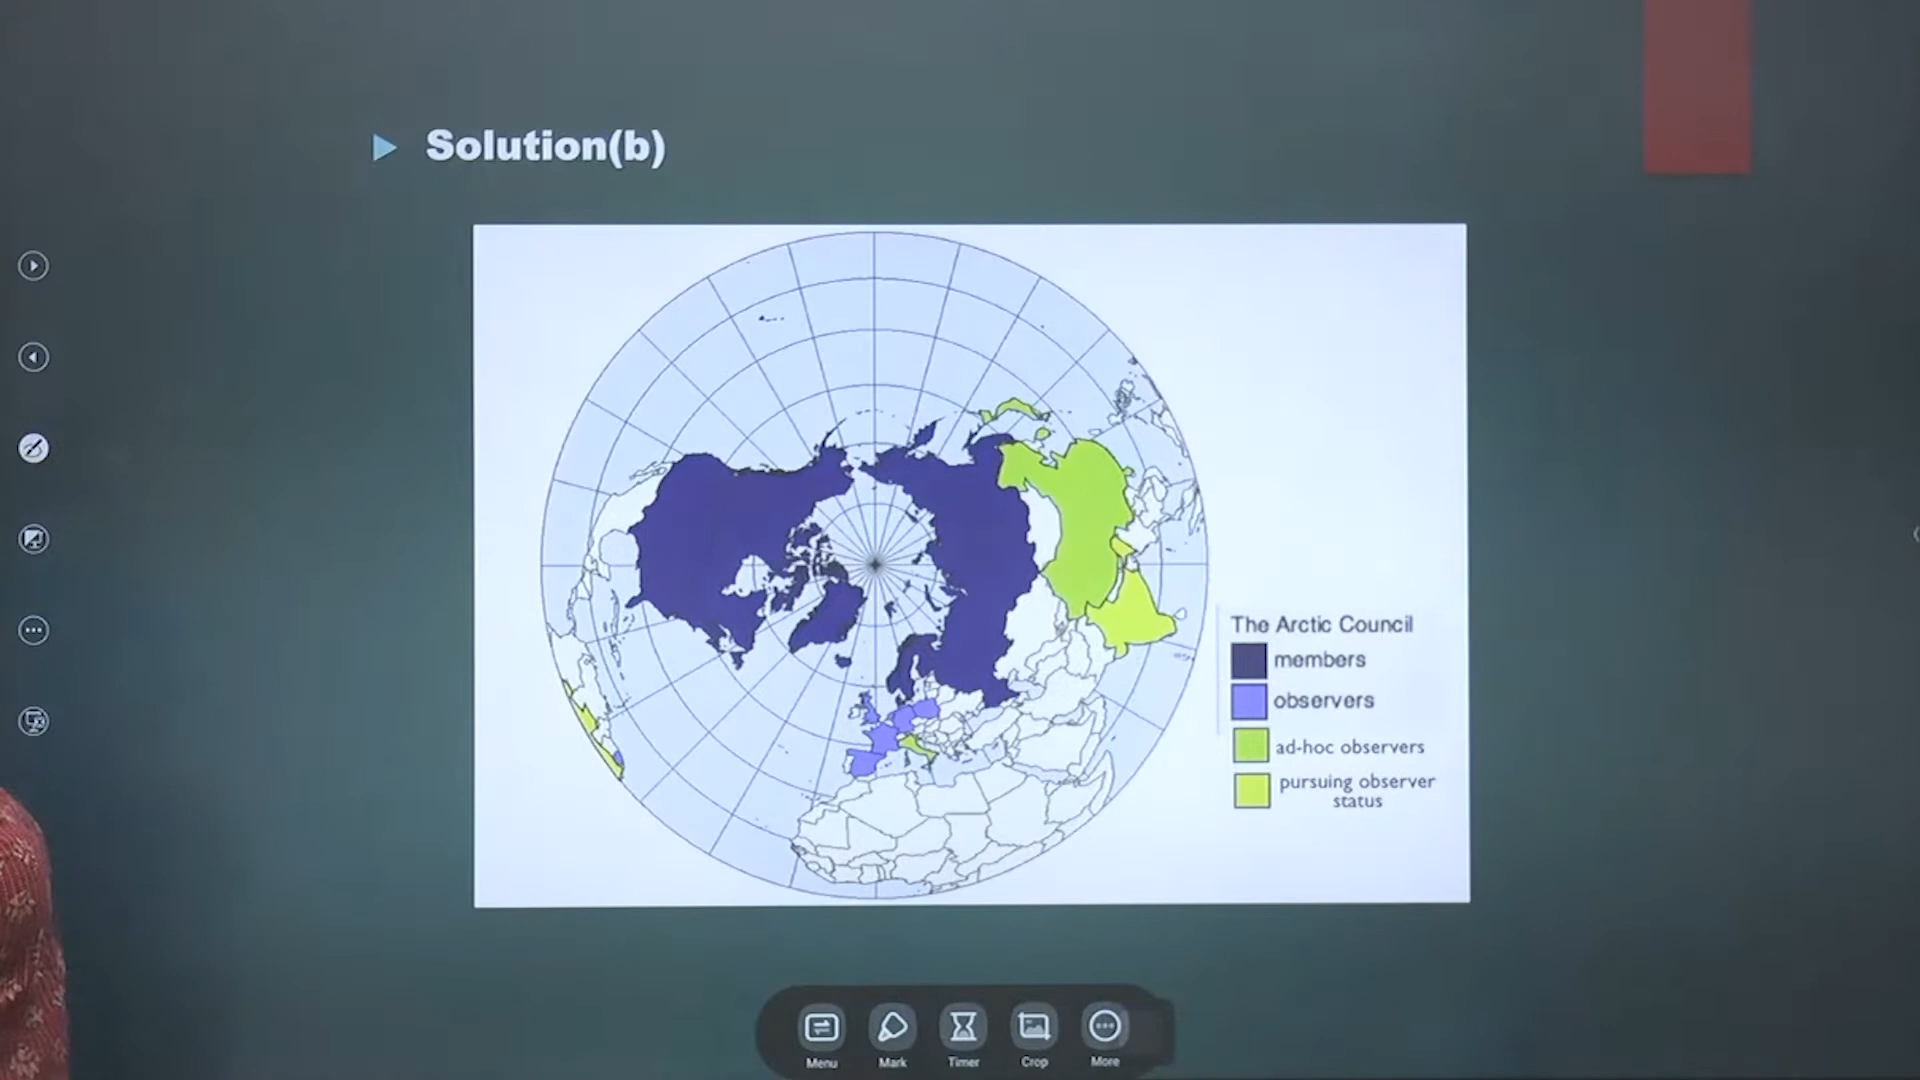 Solution(b)
The Arctic Council
members
observers
ad-hoc observers
pursuing observer
status
Menu
Mark
Timer
Crop
More